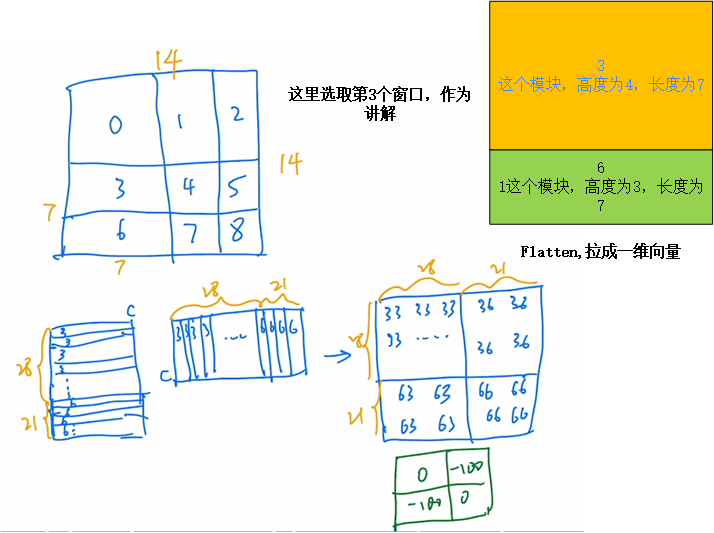 14
0 1 2
3 4 5
6 7 8
14
7
7
这里选取第3个窗口，作为
讲解
3
这个模块，高度为4，长度为7
6
1这个模块，高度为3，长度为
7
Flatten,拉成一维向量
C
28
21
3
3
3
3
6
6
6
28 21
3 3 3 3 ... 6 6 6 6
C
28 21
28
21
33 33 33 36 36
33 .... 36 36
63 63 66 66
63 63 66 66
0 -100
-100 0